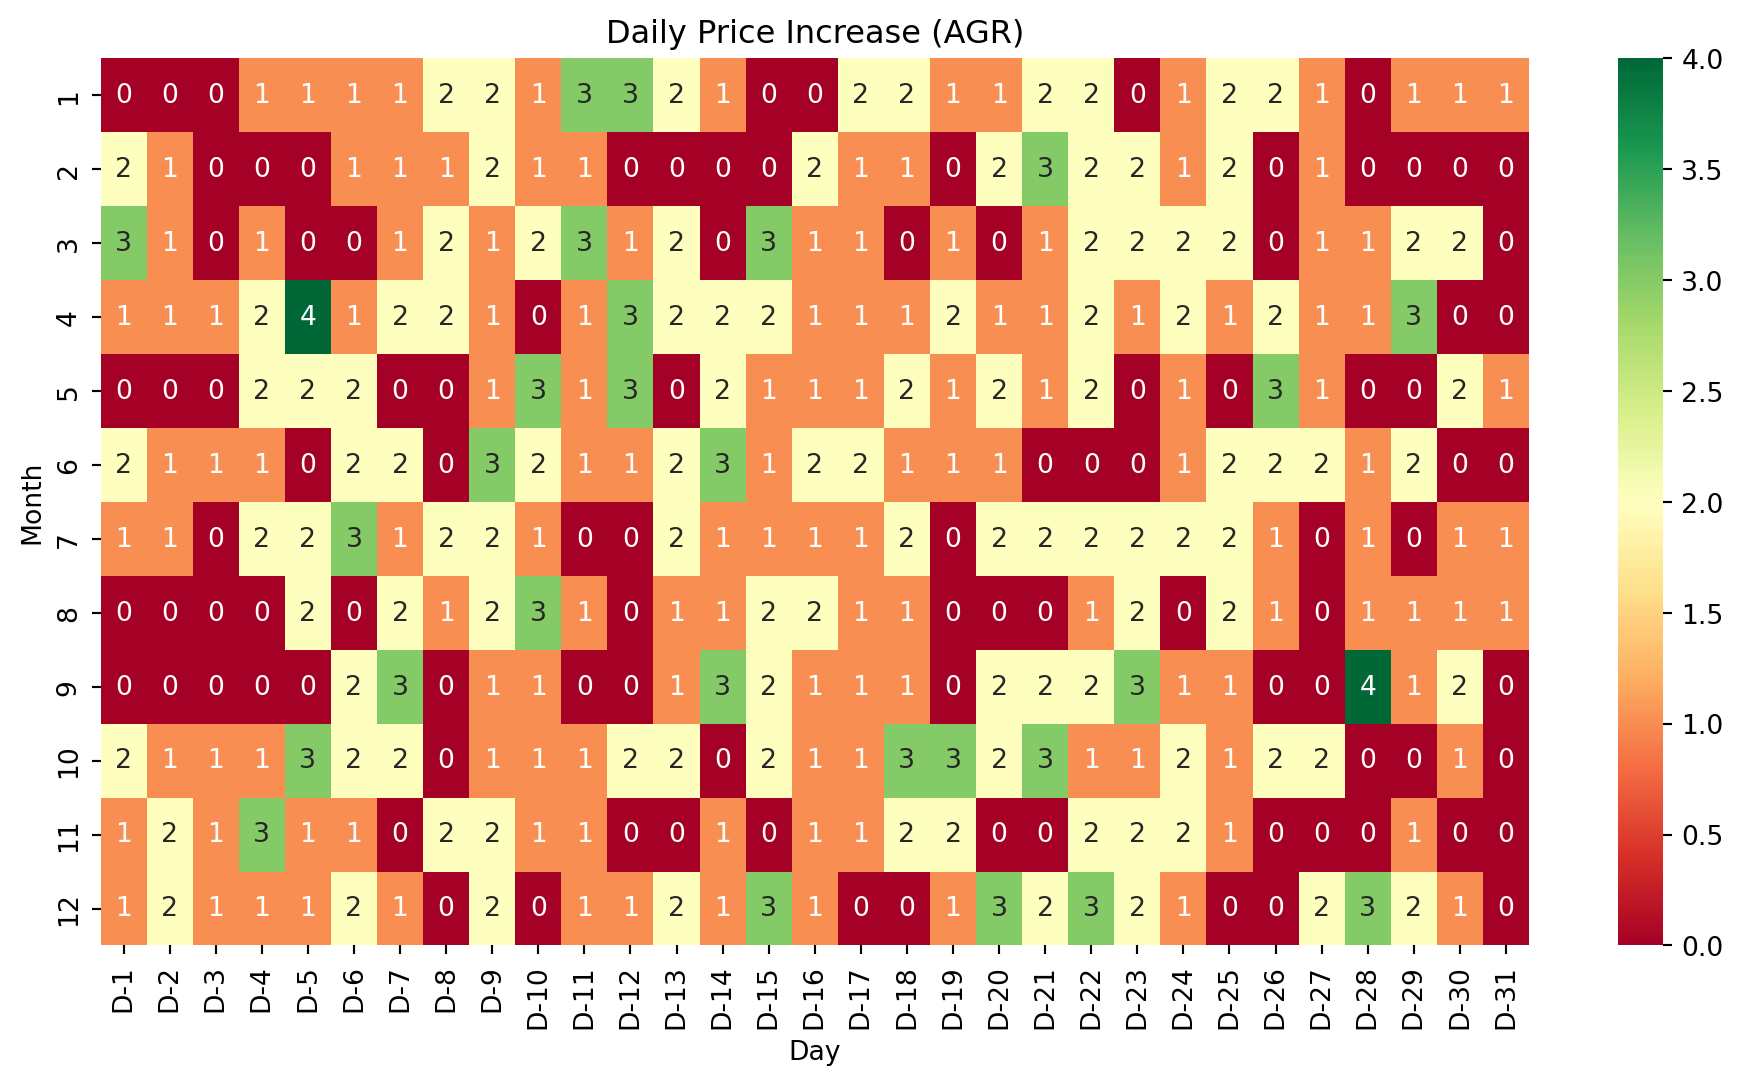 Daily Price Increase (AGR)
1 0 0 0 1 1 1 1 2 2 1 3 3 2 1 0 0 2 2 1 1 2 2 0 1 2 2 1 0 1 1 1
2 2 1 0 0 0 1 1 1 2 1 1 0 0 0 0 2 1 1 0 2 3 2 2 1 2 0 1 0 0 0 0
3 3 1 0 1 0 0 1 2 1 2 3 1 2 0 3 1 1 0 1 0 1 2 2 2 2 0 1 1 2 2 0
4 1 1 1 2 4 1 2 2 1 0 1 3 2 2 2 1 1 1 2 1 1 2 1 2 1 2 1 1 3 0 0
5 0 0 0 2 2 2 0 0 1 3 1 3 0 2 1 1 1 2 1 2 1 2 0 1 0 3 1 0 0 2 1
6 2 1 1 1 0 2 2 0 3 2 1 1 2 3 1 2 2 1 1 1 0 0 0 1 2 2 2 1 2 0 0
7 1 1 0 2 2 3 1 2 2 1 0 0 2 1 1 1 1 2 0 2 2 2 2 2 2 1 0 1 0 1 1
8 0 0 0 0 2 0 2 1 2 3 1 0 1 1 2 2 1 1 0 0 0 1 2 0 2 1 0 1 1 1 1
9 0 0 0 0 0 2 3 0 1 1 0 0 1 3 2 1 1 1 0 2 2 2 3 1 1 0 0 4 1 2 0
10 2 1 1 1 3 2 2 0 1 1 1 2 2 0 2 1 1 3 3 2 3 1 1 2 1 2 2 0 0 1 0
11 1 2 1 3 1 1 0 2 2 1 1 0 0 1 0 1 1 2 2 0 0 2 2 2 1 0 0 0 1 0 0
12 1 2 1 1 1 2 1 0 2 0 1 1 2 1 3 1 0 0 1 3 2 3 2 1 0 0 2 3 2 1 0
Month
D-1 D-2 D-3 D-4 D-5 D-6 D-7 D-8 D-9 D-10 D-11 D-12 D-13 D-14 D-15 D-16 D-17 D-18 D-19 D-20 D-21 D-22 D-23 D-24 D-25 D-26 D-27 D-28 D-29 D-30 D-31
Day
4.0
3.5
3.0
2.5
2.0
1.5
1.0
0.5
0.0